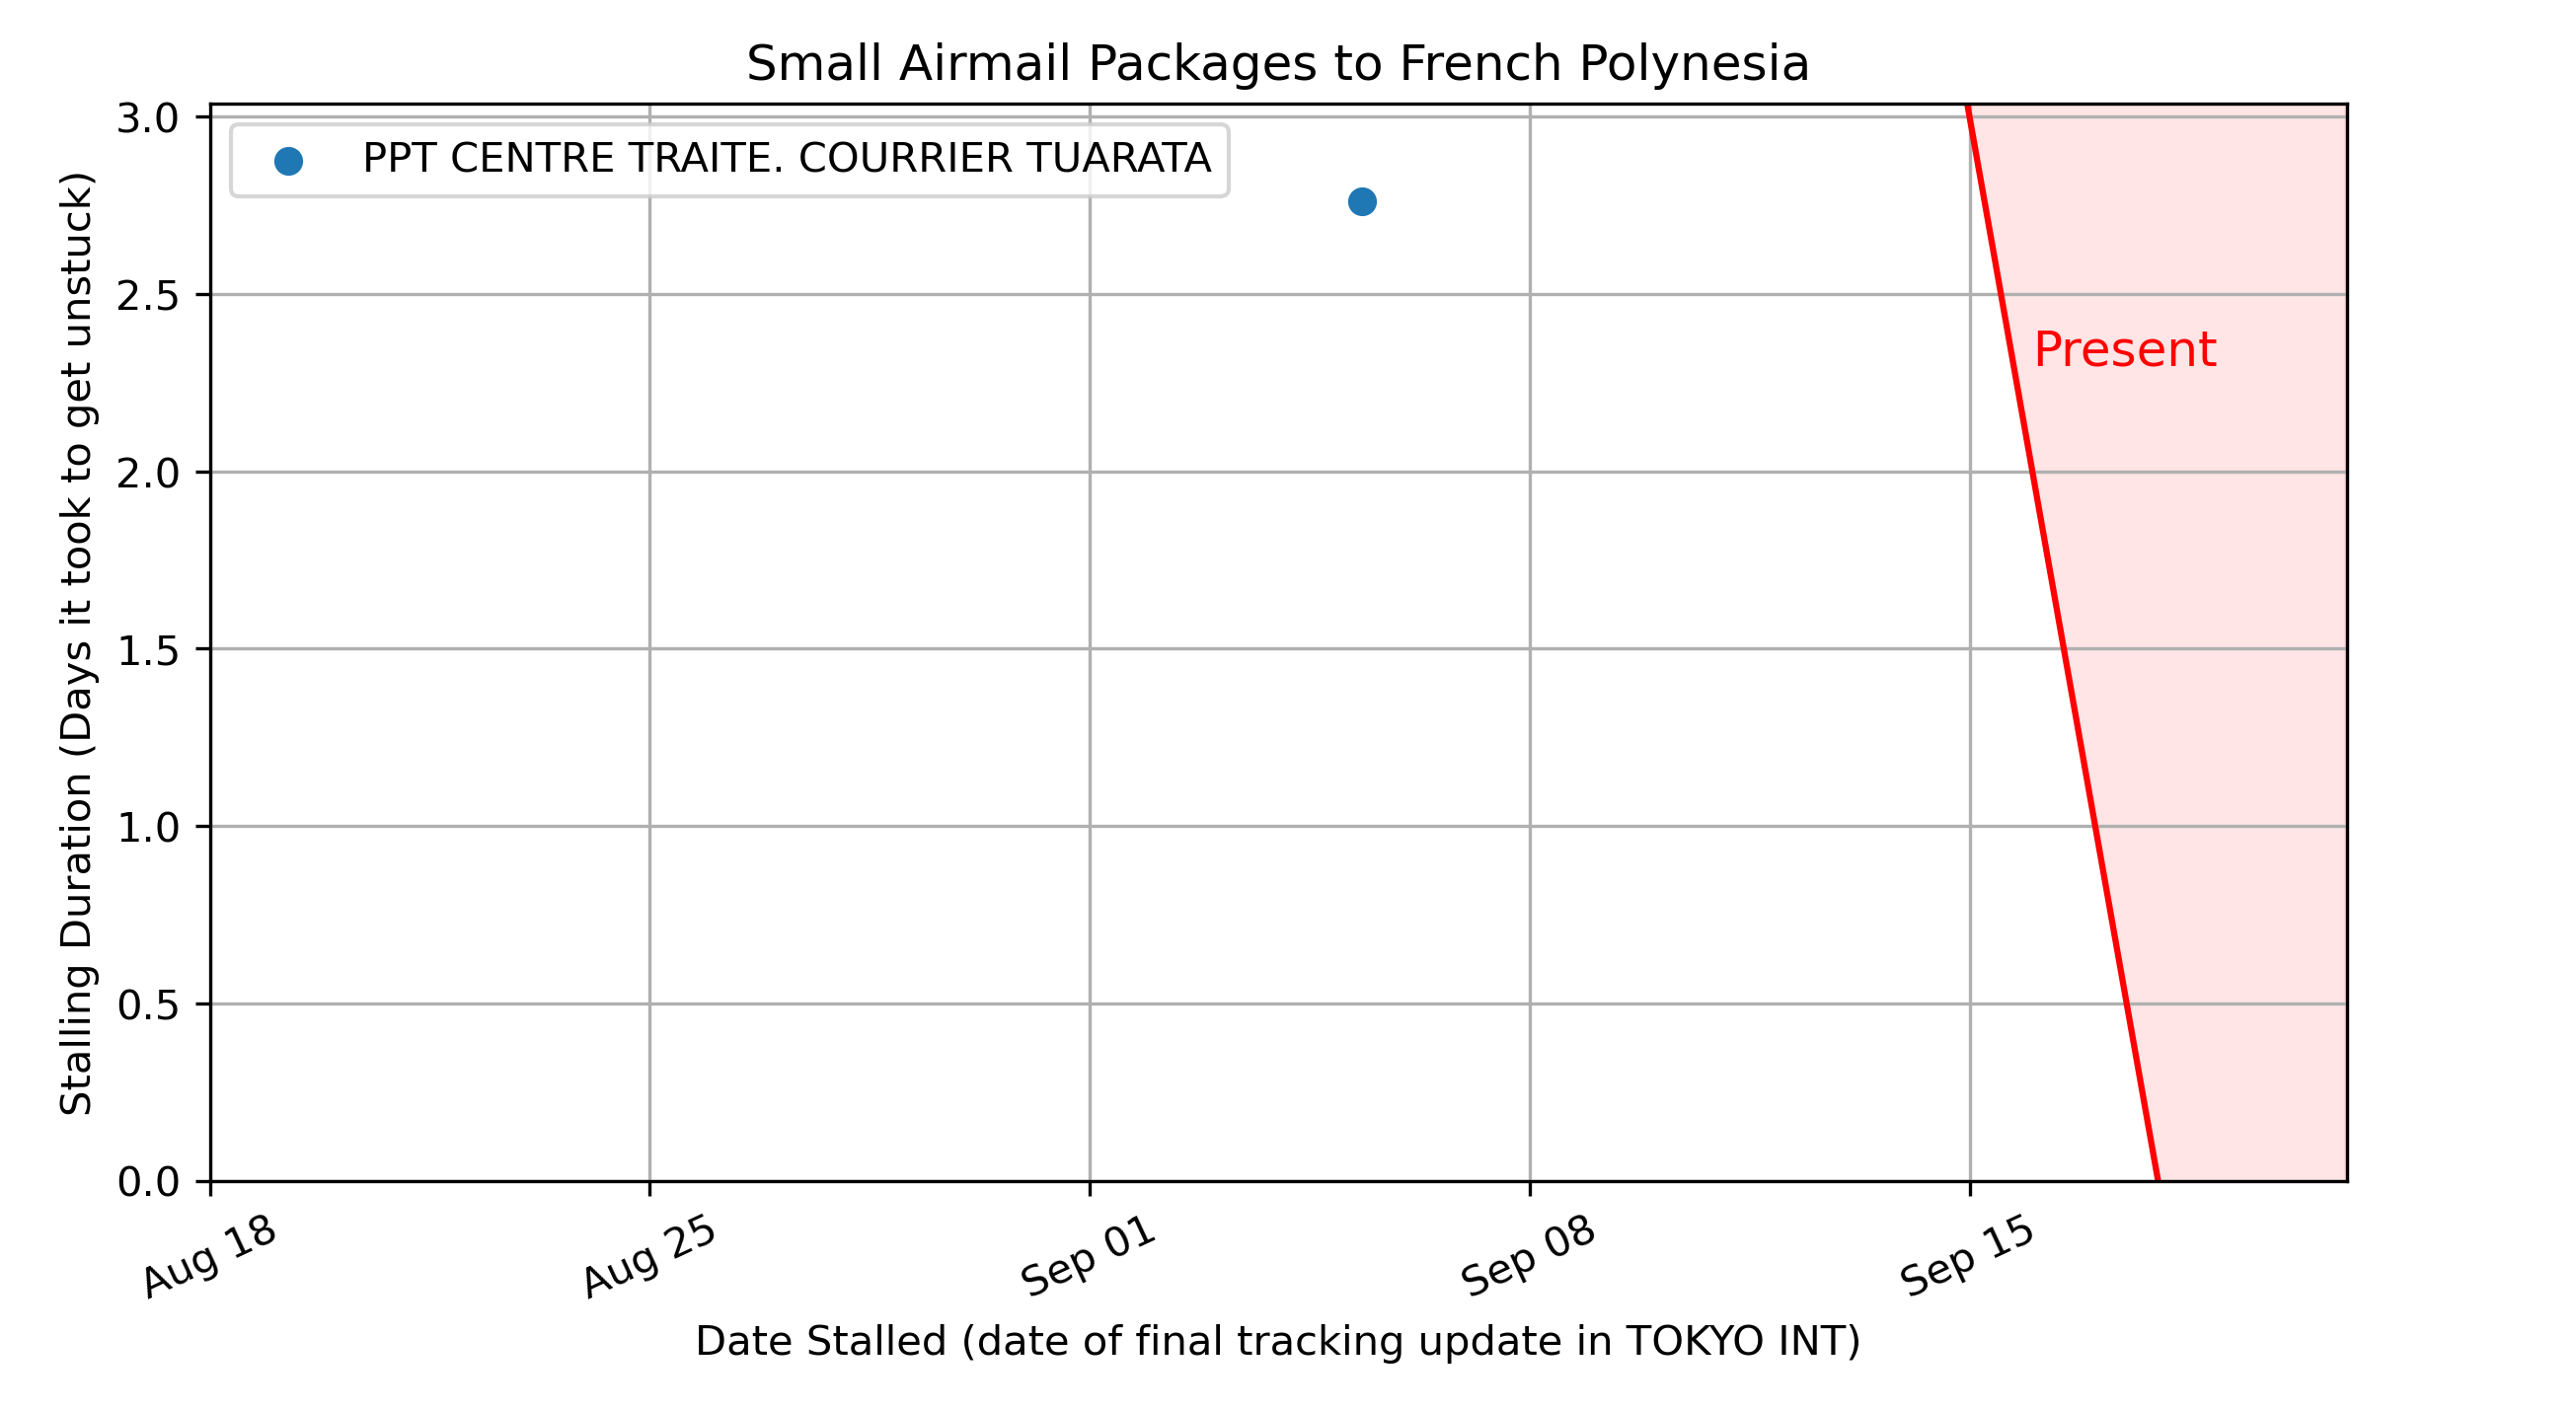 Small Airmail Packages to French Polynesia
3.0
2.5
2.0
1.5
1.0
0.5
0.0
Stalling Duration (Days it took to get unstuck)
PPT CENTRE TRAITE. COURRIER TUARATA
Present
Aug 18
Aug 25
Sep 01
Sep 08
Sep 15
Date Stalled (date of final tracking update in TOKYO INT)